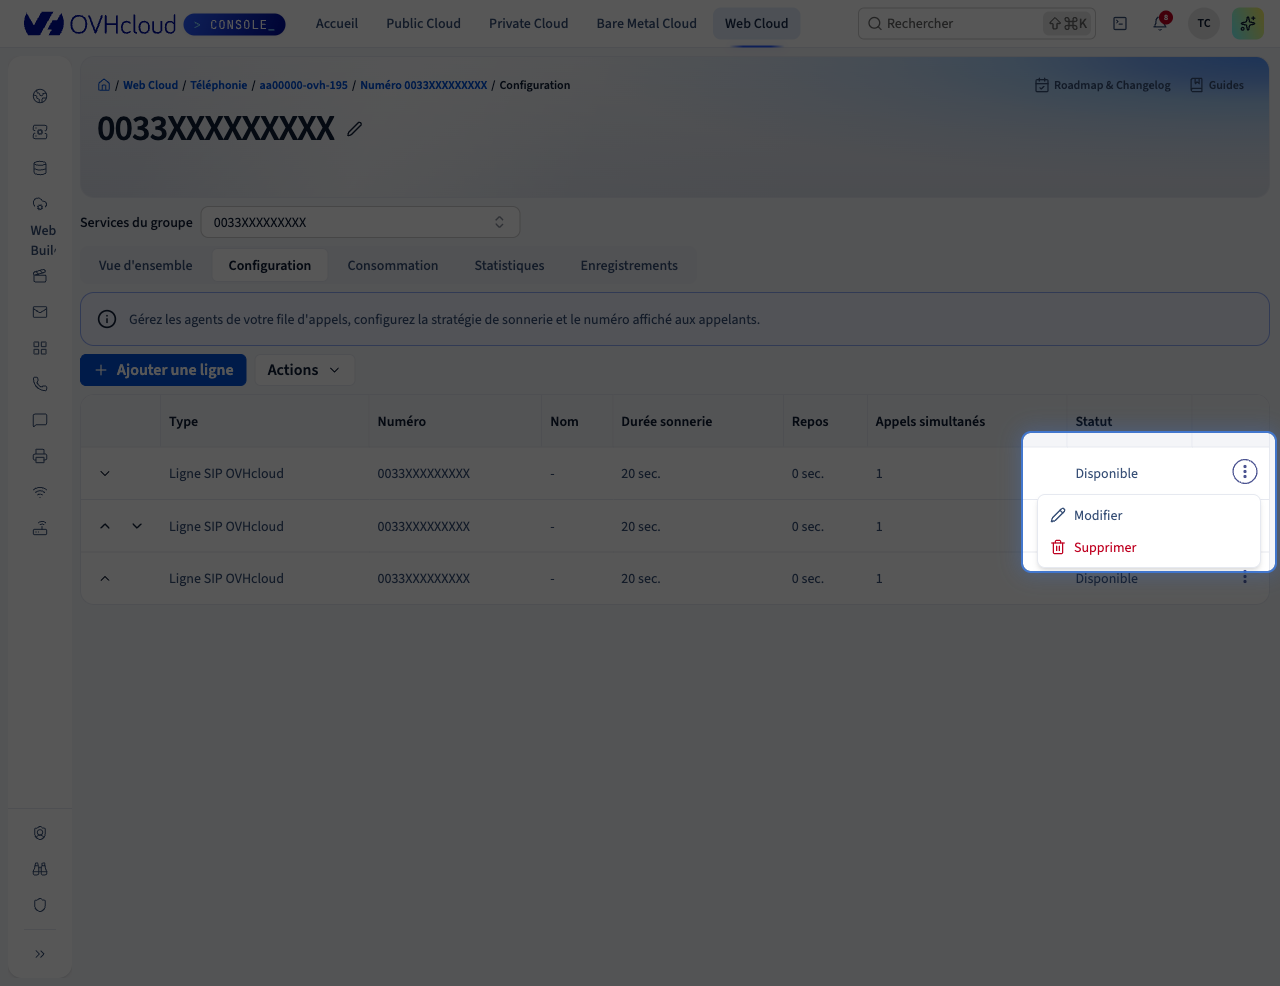 OVHcloud > CONSOLE_ Accueil Public Cloud Private Cloud Bare Metal Cloud Web Cloud Rechercher ⇧⌘K 8 TC
/ Web Cloud / Téléphonie / aa00000-ovh-195 / Numéro 0033XXXXXXXXX / Configuration Roadmap & Changelog Guides
0033XXXXXXXXX
Services du groupe 0033XXXXXXXXX
Web
Buil
Vue d'ensemble Configuration Consommation Statistiques Enregistrements
Gérez les agents de votre file d'appels, configurez la stratégie de sonnerie et le numéro affiché aux appelants.
+ Ajouter une ligne Actions
Type Numéro Nom Durée sonnerie Repos Appels simultanés Statut
Ligne SIP OVHcloud 0033XXXXXXXXX - 20 sec. 0 sec. 1 Disponible
Modifier
Ligne SIP OVHcloud 0033XXXXXXXXX - 20 sec. 0 sec. 1
Supprimer
Ligne SIP OVHcloud 0033XXXXXXXXX - 20 sec. 0 sec. 1 Disponible